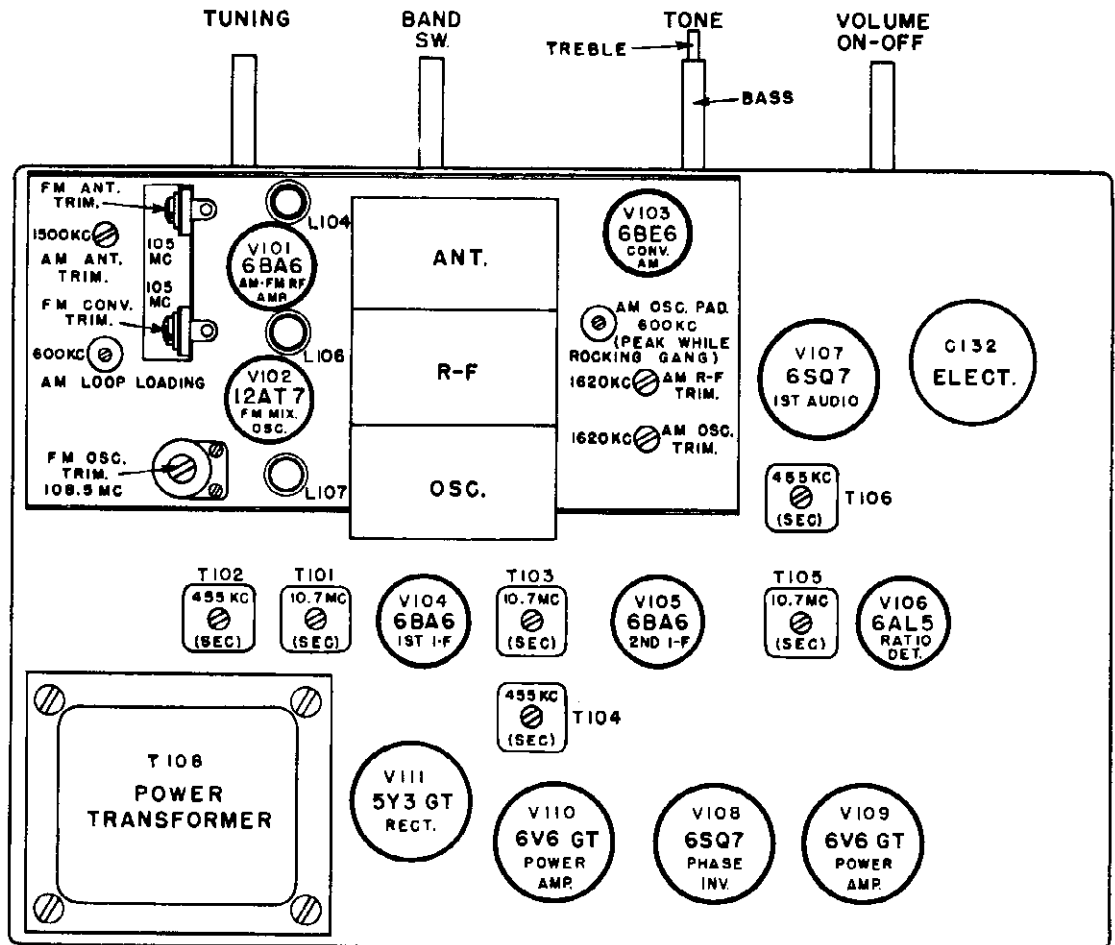 TUNING
BAND
SW.
TONE
TREBLE
BASS
VOLUME
ON-OFF
FM ANT.
TRIM.
1500KC
AM ANT.
TRIM.
105
MC
105
MC
FM CONV.
TRIM.
600KC
AM LOOP LOADING
FM OSC.
TRIM.
108.5 MC
L104
V101
6BA6
AM-FM RF
AMP.
L106
V102
12AT7
FM MIX.
OSC.
L107
ANT.
R-F
OSC.
V103
6BE6
CONV.
AM
AM OSC. PAD.
600KC
(PEAK WHILE
ROCKING GANG)
1620KC
AM R-F
TRIM.
1620KC
AM OSC.
TRIM.
V107
6SQ7
1ST AUDIO
C132
ELECT.
455 KC
(SEC)
T106
T102
455 KC
(SEC)
T101
10.7MC
(SEC)
V104
6BA6
1ST I-F
T103
10.7MC
(SEC)
V105
6BA6
2ND I-F
T105
10.7MC
(SEC)
V106
6AL5
RATIO
DET.
455 KC
(SEC)
T104
T108
POWER
TRANSFORMER
V111
5Y3 GT
RECT.
V110
6V6 GT
POWER
AMP.
V108
6SQ7
PHASE
INV.
V109
6V6 GT
POWER
AMP.